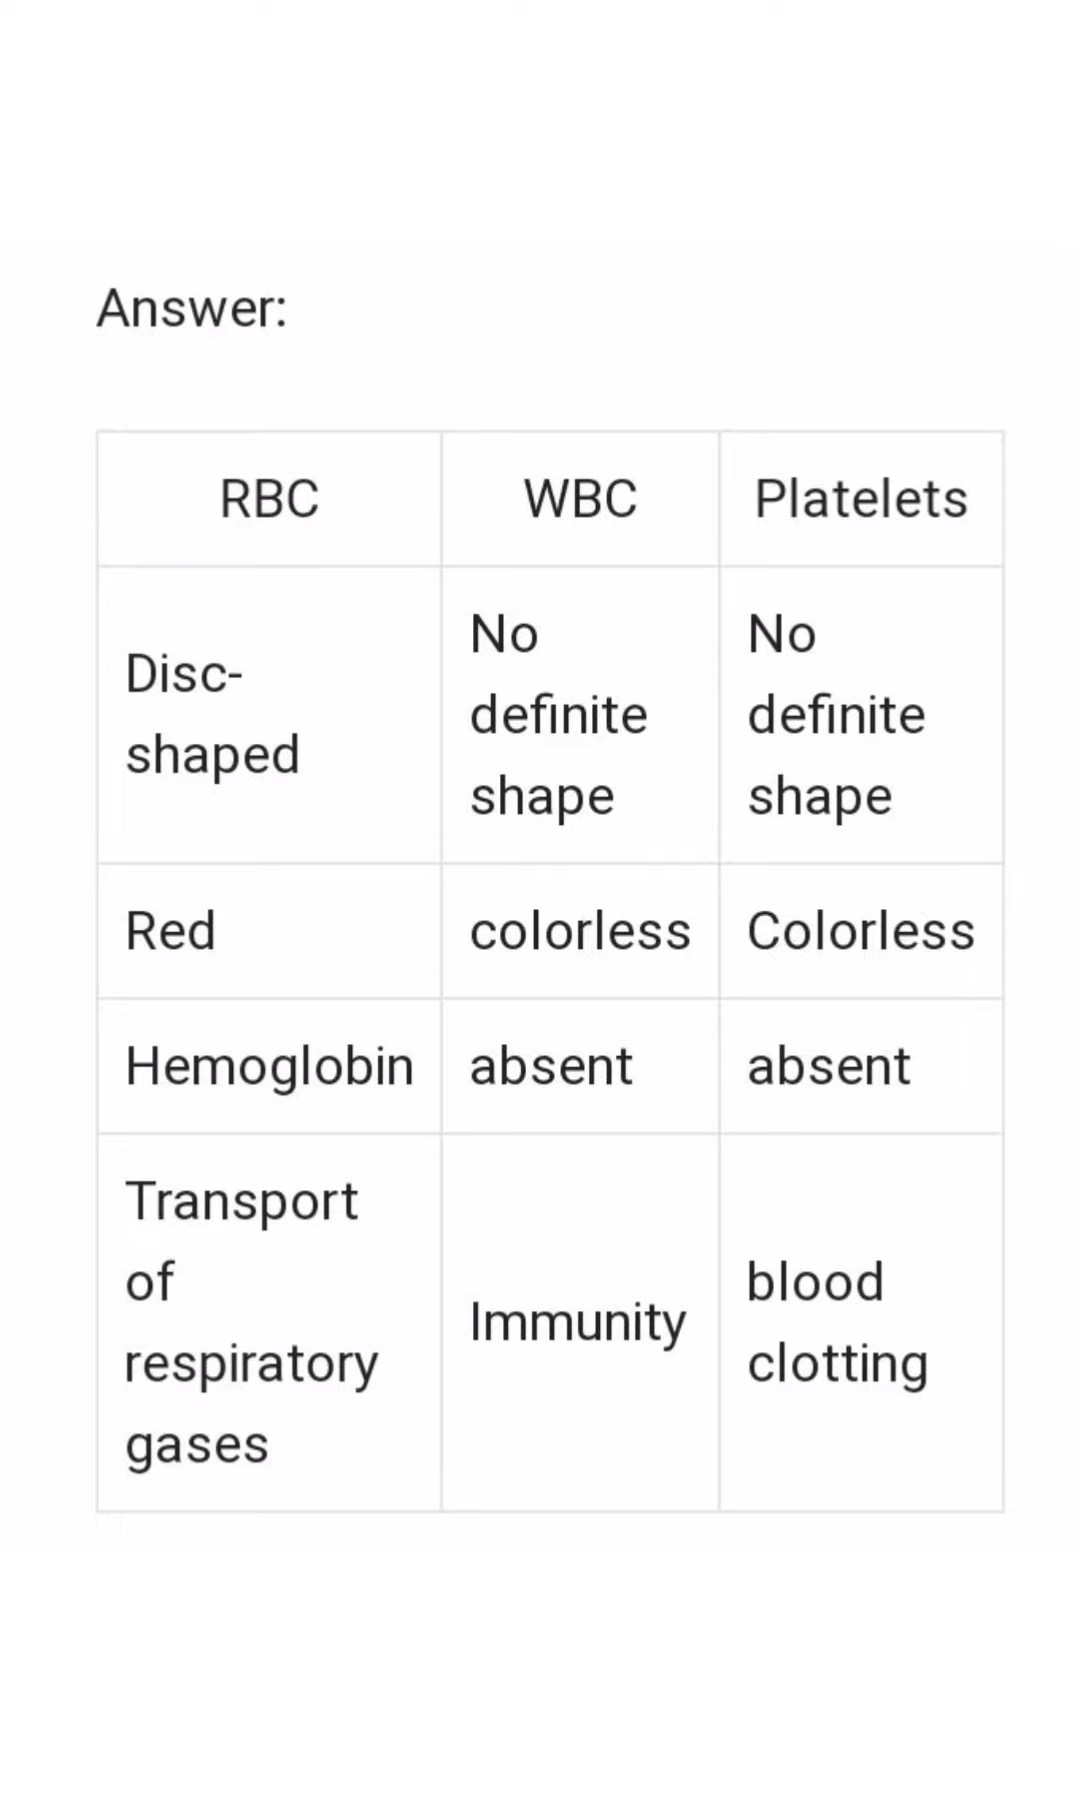 Answer:
RBC
WBC
Platelets
Disc-
shaped
No
definite
shape
No
definite
shape
Red
colorless
Colorless
Hemoglobin
absent
absent
Transport
of
respiratory
gases
Immunity
blood
clotting